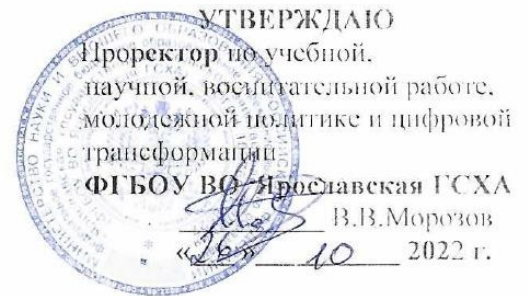 УТВЕРЖДАЮ
Проректор по учебной,
научной, воспитательной работе,
молодежной политике и цифровой
трансформации
ФГБОУ ВО Ярославская ГСХА
В.В.Морозов
«26» 10 2022 г.